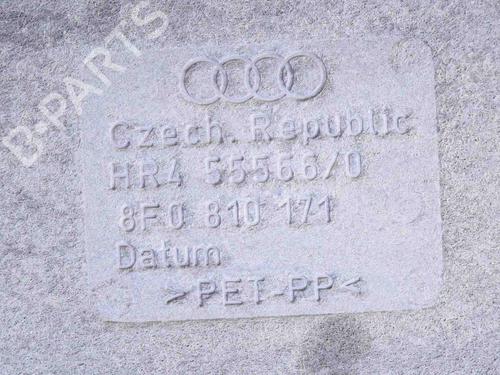 B-PARTS
Czech. Republic
HR4 55566/0
8F0 810 171
Datum
>PET-PP<